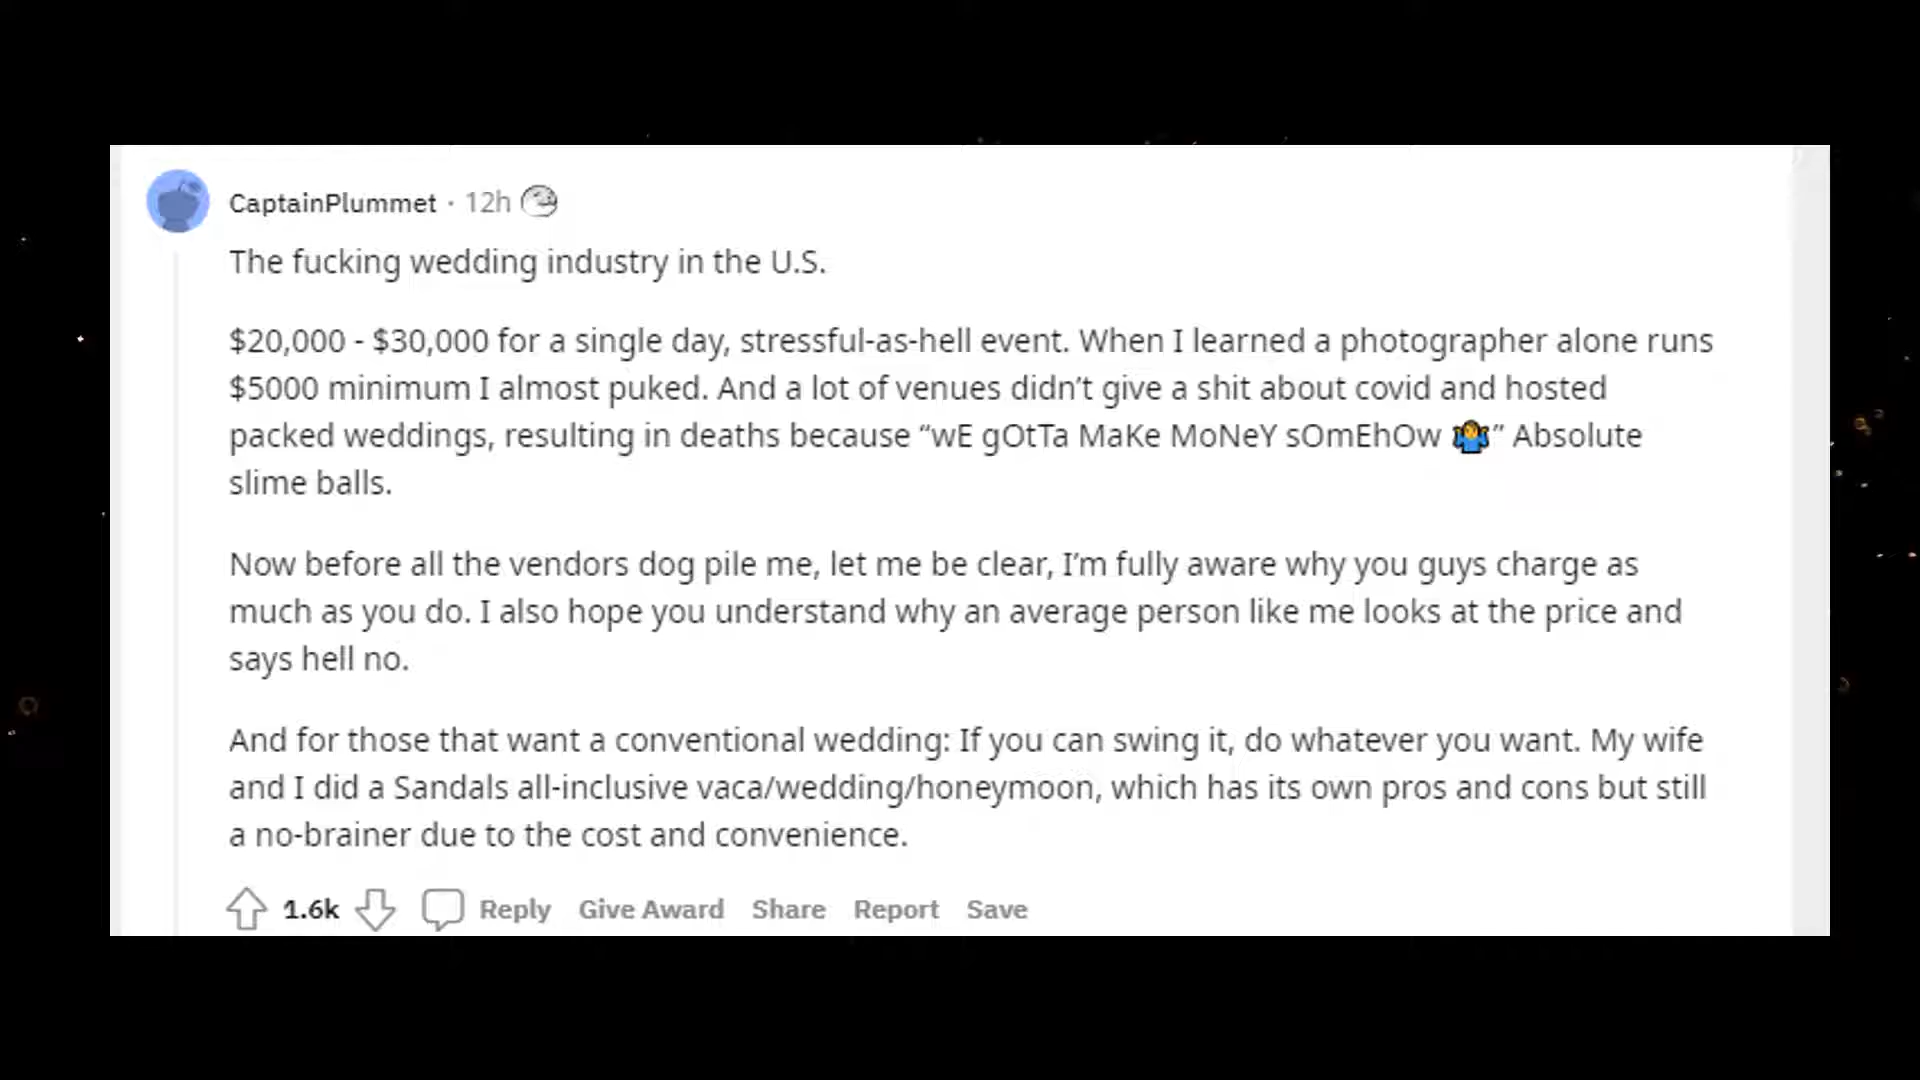 CaptainPlummet · 12h
The fucking wedding industry in the U.S.
$20,000 - $30,000 for a single day, stressful-as-hell event. When I learned a photographer alone runs
$5000 minimum I almost puked. And a lot of venues didn’t give a shit about covid and hosted
packed weddings, resulting in deaths because “wE gOtTa MaKe MoNeY sOmEhOw 🤷‍♂️” Absolute
slime balls.
Now before all the vendors dog pile me, let me be clear, I’m fully aware why you guys charge as
much as you do. I also hope you understand why an average person like me looks at the price and
says hell no.
And for those that want a conventional wedding: If you can swing it, do whatever you want. My wife
and I did a Sandals all-inclusive vaca/wedding/honeymoon, which has its own pros and cons but still
a no-brainer due to the cost and convenience.
1.6k Reply Give Award Share Report Save